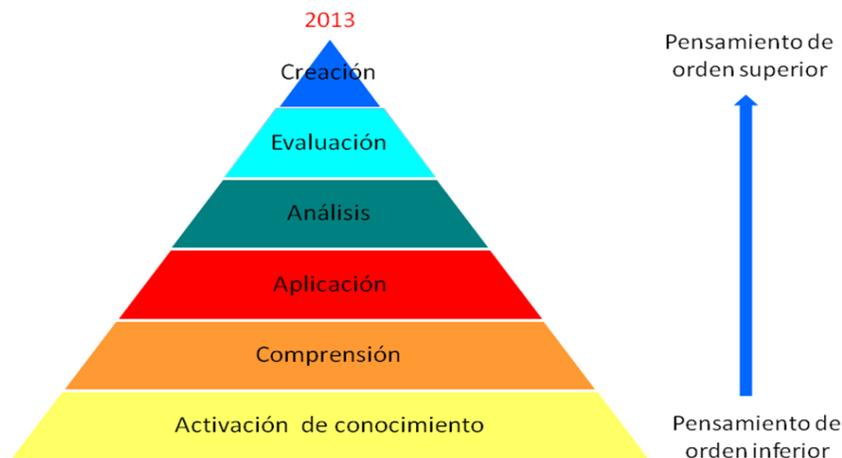 2013
Creación
Evaluación
Análisis
Aplicación
Comprensión
Activación de conocimiento
Pensamiento de
orden superior
Pensamiento de
orden inferior